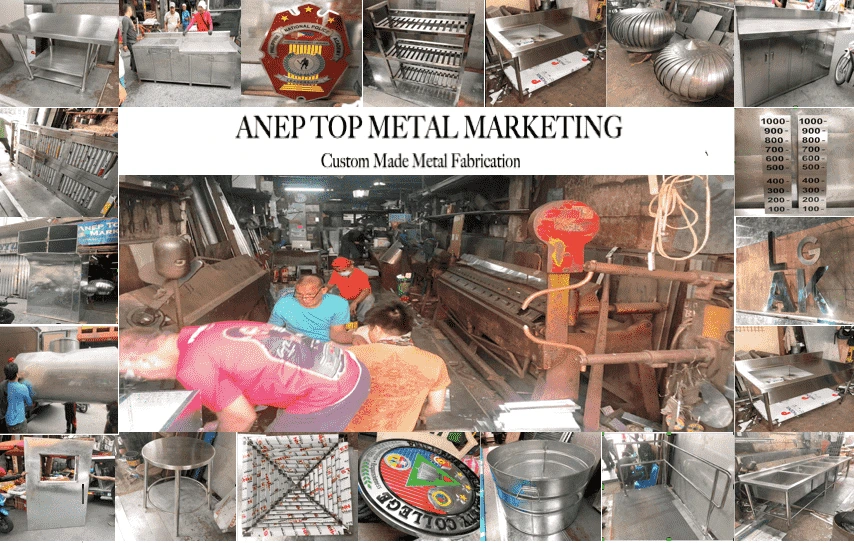 NATIONAL POLICE
ANEP TOP METAL MARKETING
Custom Made Metal Fabrication
1000- 1000-
900- 900-
800- 800-
700- 700-
600- 600-
500- 500-
400- 400-
300- 300-
200- 200-
100- 100-
ANEP TO
L G
A K
COLLEGE